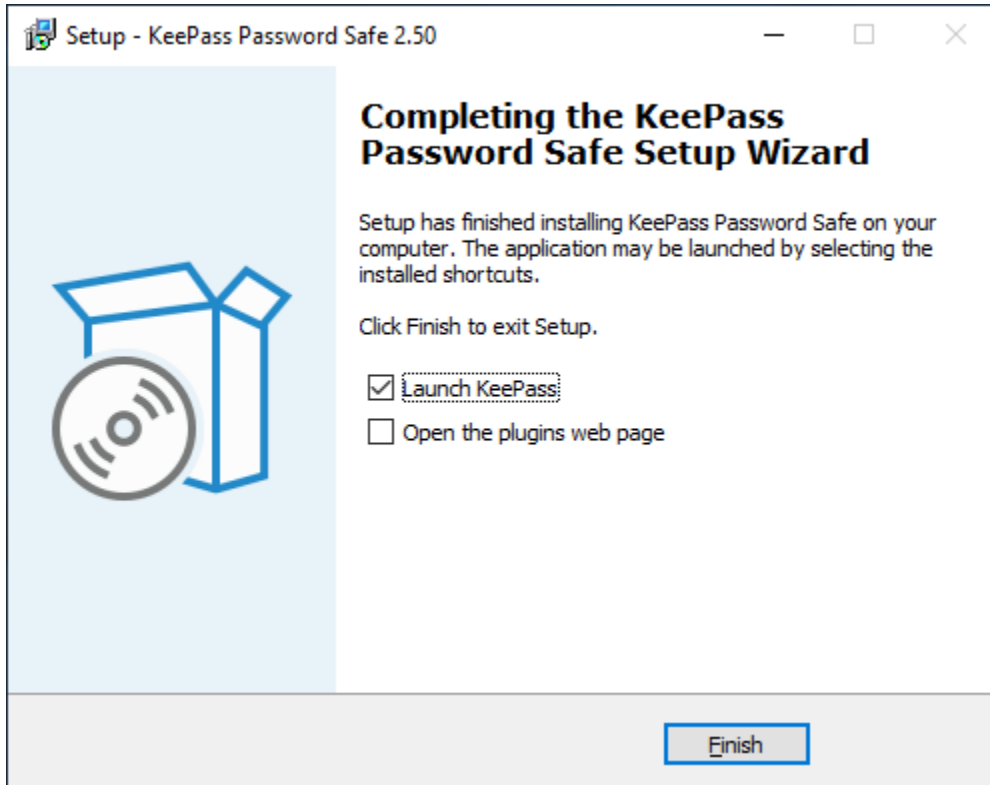 Setup - KeePass Password Safe 2.50
Completing the KeePass
Password Safe Setup Wizard
Setup has finished installing KeePass Password Safe on your
computer. The application may be launched by selecting the
installed shortcuts.
Click Finish to exit Setup.
Launch KeePass
Open the plugins web page
Finish